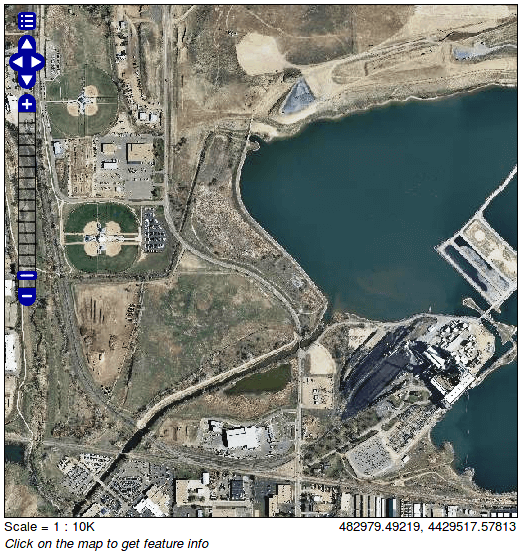 Scale = 1 : 10K
482979.49219, 4429517.57813
Click on the map to get feature info